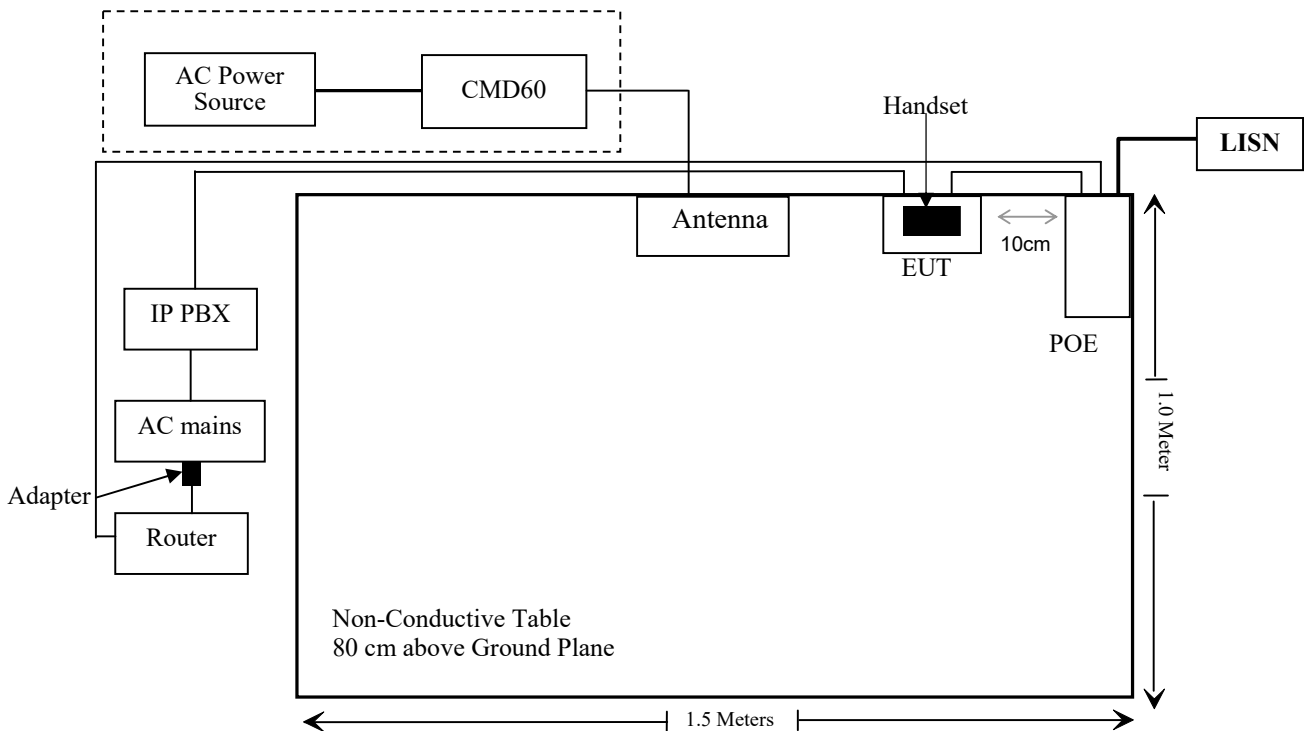 AC Power
Source
CMD60
Handset
LISN
Antenna
10cm
EUT
IP PBX
POE
AC mains
1.0 Meter
Adapter
Router
Non-Conductive Table
80 cm above Ground Plane
1.5 Meters